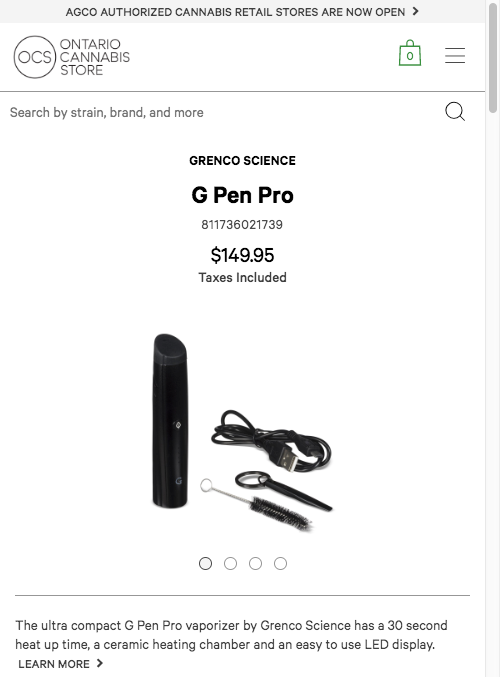 AGCO AUTHORIZED CANNABIS RETAIL STORES ARE NOW OPEN
OCS
ONTARIO
CANNABIS
STORE
0
Search by strain, brand, and more
GRENCO SCIENCE
G Pen Pro
811736021739
$149.95
Taxes Included
G
The ultra compact G Pen Pro vaporizer by Grenco Science has a 30 second
heat up time, a ceramic heating chamber and an easy to use LED display.
LEARN MORE